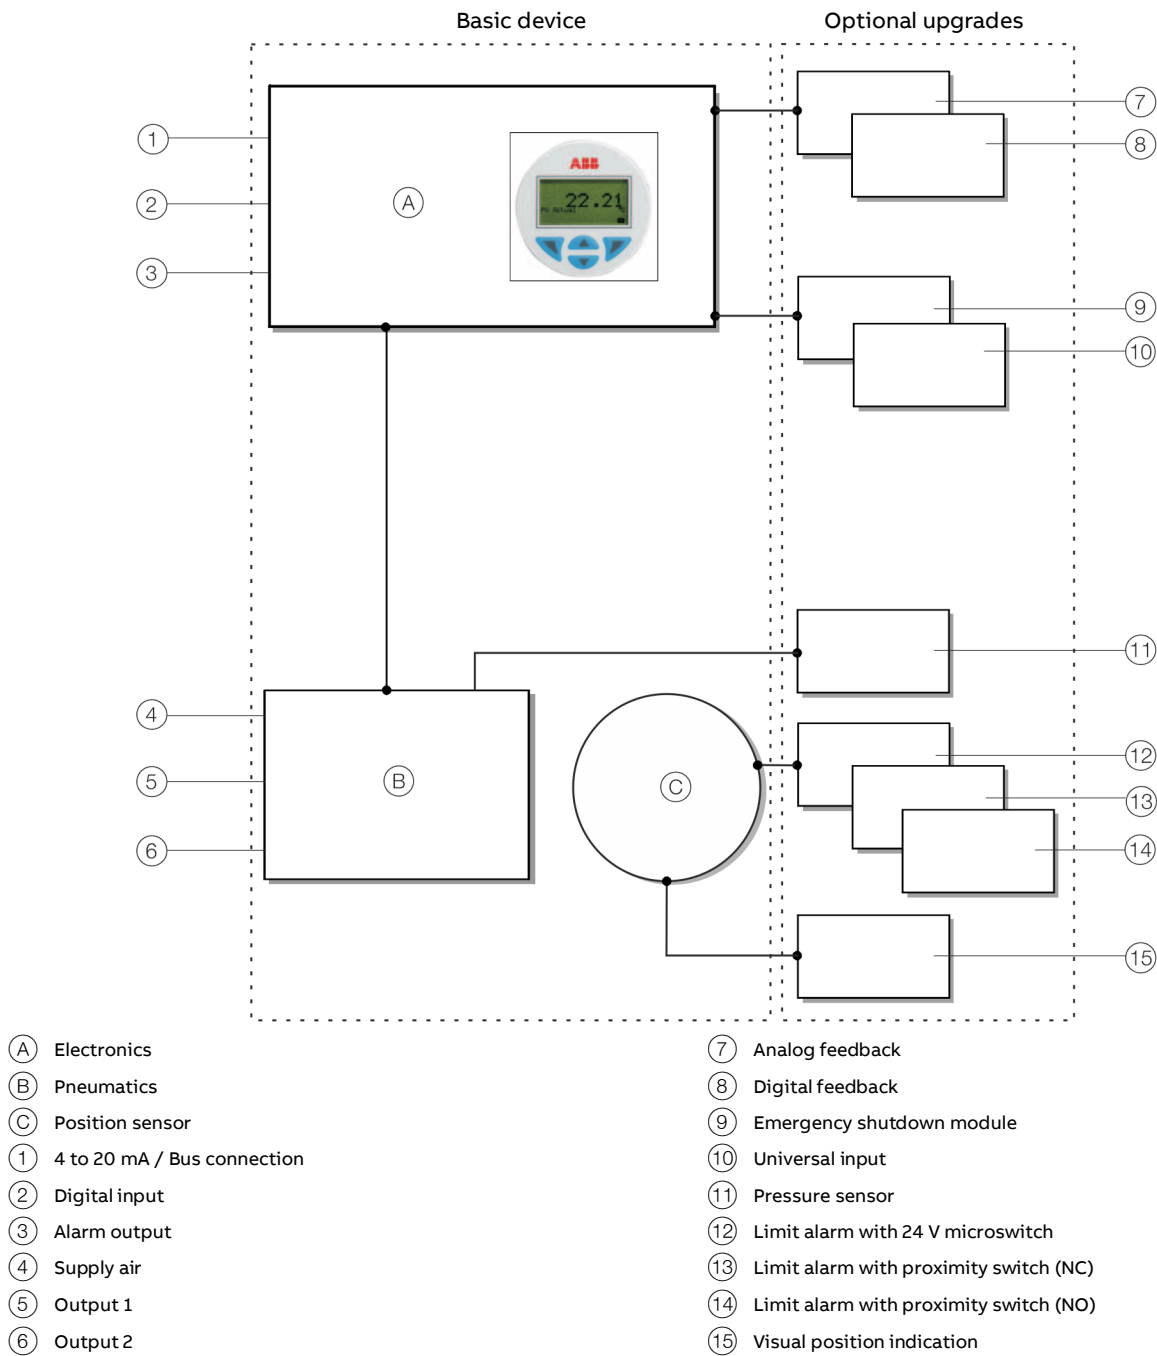 Basic device
Optional upgrades
1
2
3
A
ABB
22.21
7
8
9
10
4
5
6
B
C
11
12
13
14
15
A Electronics
B Pneumatics
C Position sensor
1 4 to 20 mA / Bus connection
2 Digital input
3 Alarm output
4 Supply air
5 Output 1
6 Output 2
7 Analog feedback
8 Digital feedback
9 Emergency shutdown module
10 Universal input
11 Pressure sensor
12 Limit alarm with 24 V microswitch
13 Limit alarm with proximity switch (NC)
14 Limit alarm with proximity switch (NO)
15 Visual position indication